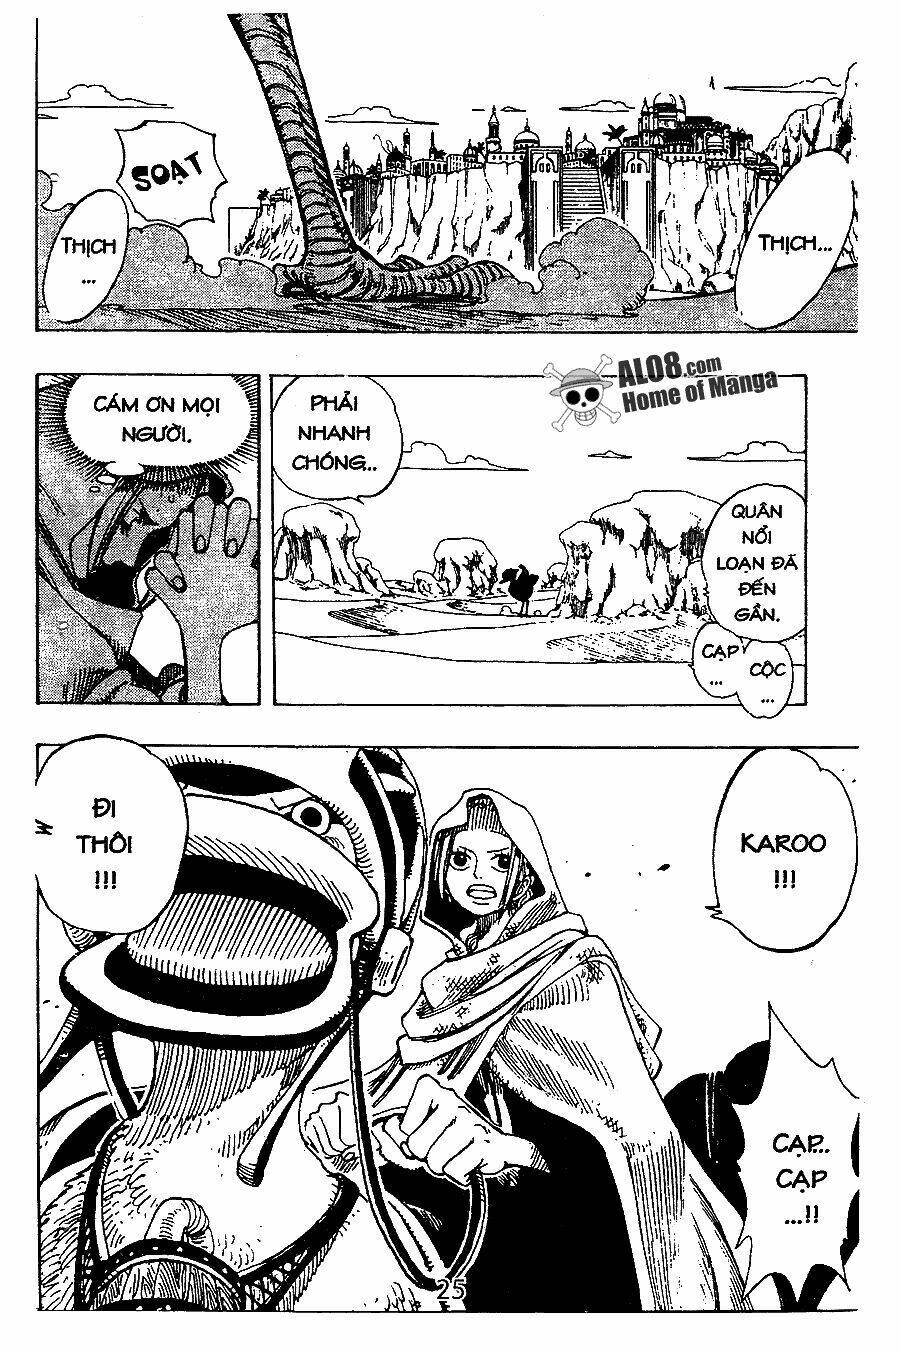 SOẠT
THỊCH
...
THỊCH...
ALO8.com
Home of Manga
CÁM ƠN MỌI
NGƯỜI.
PHẢI
NHANH
CHÓNG...
QUÂN
NỔI
LOẠN ĐÃ
ĐẾN
GẦN.
CẠP
...
CỘC
...
ĐI
THÔI
!!!
KAROO
!!!
CẠP...
CẠP
...!!
25